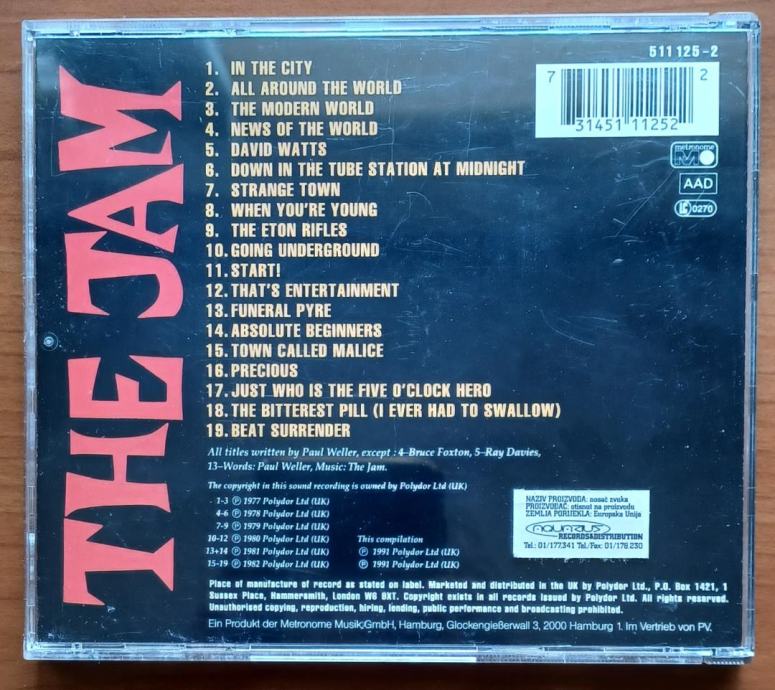 THE JAM
511 125-2
7 31451 11252 2
metronome
AAD
LC 0270
1. IN THE CITY
2. ALL AROUND THE WORLD
3. THE MODERN WORLD
4. NEWS OF THE WORLD
5. DAVID WATTS
6. DOWN IN THE TUBE STATION AT MIDNIGHT
7. STRANGE TOWN
8. WHEN YOU'RE YOUNG
9. THE ETON RIFLES
10. GOING UNDERGROUND
11. START!
12. THAT'S ENTERTAINMENT
13. FUNERAL PYRE
14. ABSOLUTE BEGINNERS
15. TOWN CALLED MALICE
16. PRECIOUS
17. JUST WHO IS THE FIVE O'CLOCK HERO
18. THE BITTEREST PILL (I EVER HAD TO SWALLOW)
19. BEAT SURRENDER
All titles written by Paul Weller, except : 4-Bruce Foxton, 5-Ray Davies,
13-Words: Paul Weller, Music: The Jam.
The copyright in this sound recording is owned by Polydor Ltd (UK)
1-3 ℗ 1977 Polydor Ltd (UK)
4-6 ℗ 1978 Polydor Ltd (UK)
7-9 ℗ 1979 Polydor Ltd (UK)
10-12 ℗ 1980 Polydor Ltd (UK)
13+14 ℗ 1981 Polydor Ltd (UK)
15-19 ℗ 1982 Polydor Ltd (UK)
This compilation
℗ 1991 Polydor Ltd (UK)
℗ 1991 Polydor Ltd (UK)
NAZIV PROIZVODA: nosač zvuka
PROIZVOĐAČ: otisnut na proizvodu
ZEMLJA PORIJEKLA: Europska Unija
AQUARIUS
RECORDS&DISTRIBUTION
Tel.: 01/177.341 Tel./Fax: 01/178.230
Place of manufacture of record as stated on label. Marketed and distributed in the UK by Polydor Ltd., P.O. Box 1421, 1
Sussex Place, Hammersmith, London W6 9XT. Copyright exists in all records issued by Polydor Ltd. All rights reserved.
Unauthorised copying, reproduction, hiring, lending, public performance and broadcasting prohibited.
Ein Produkt der Metronome Musik;GmbH, Hamburg, Glockengießerwall 3, 2000 Hamburg 1. Im Vertrieb von PV.